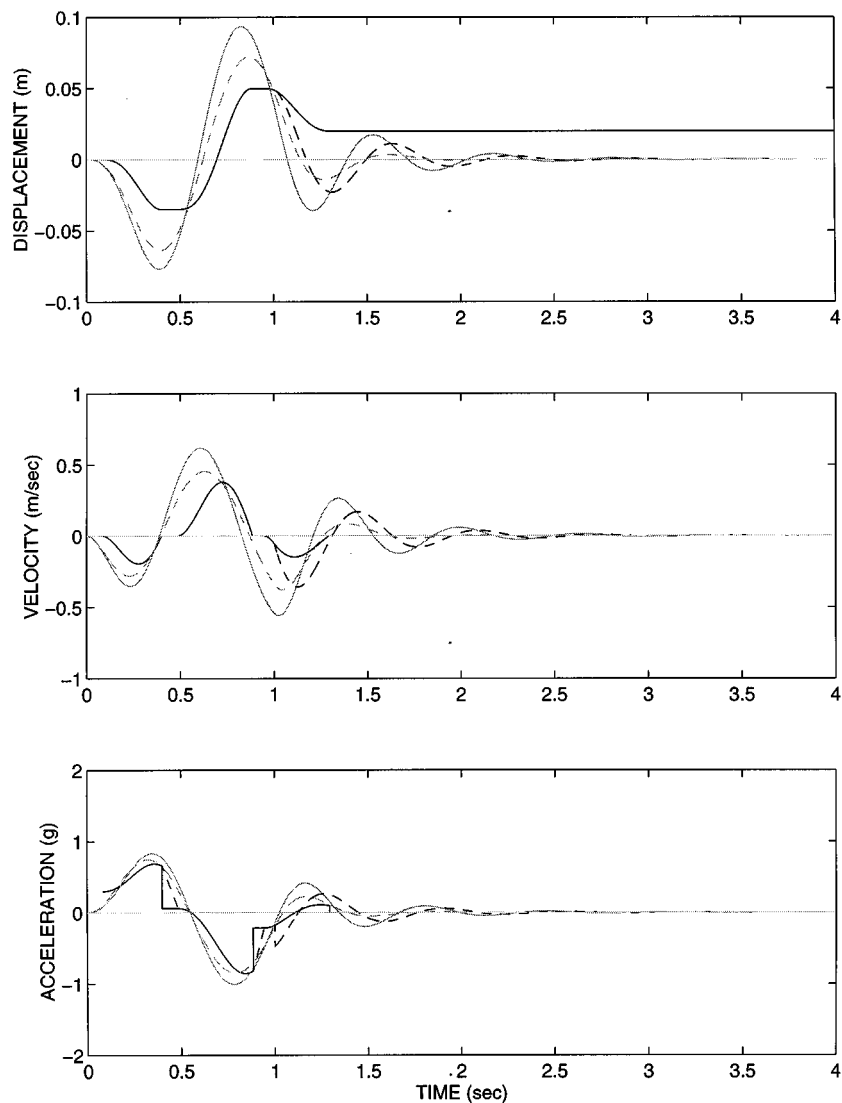 0.1
0.05
0
−0.05
−0.1
DISPLACEMENT (m)
0 0.5 1 1.5 2 2.5 3 3.5 4
1
0.5
0
−0.5
−1
VELOCITY (m/sec)
0 0.5 1 1.5 2 2.5 3 3.5 4
2
1
0
−1
−2
ACCELERATION (g)
0 0.5 1 1.5 2 2.5 3 3.5 4
TIME (sec)